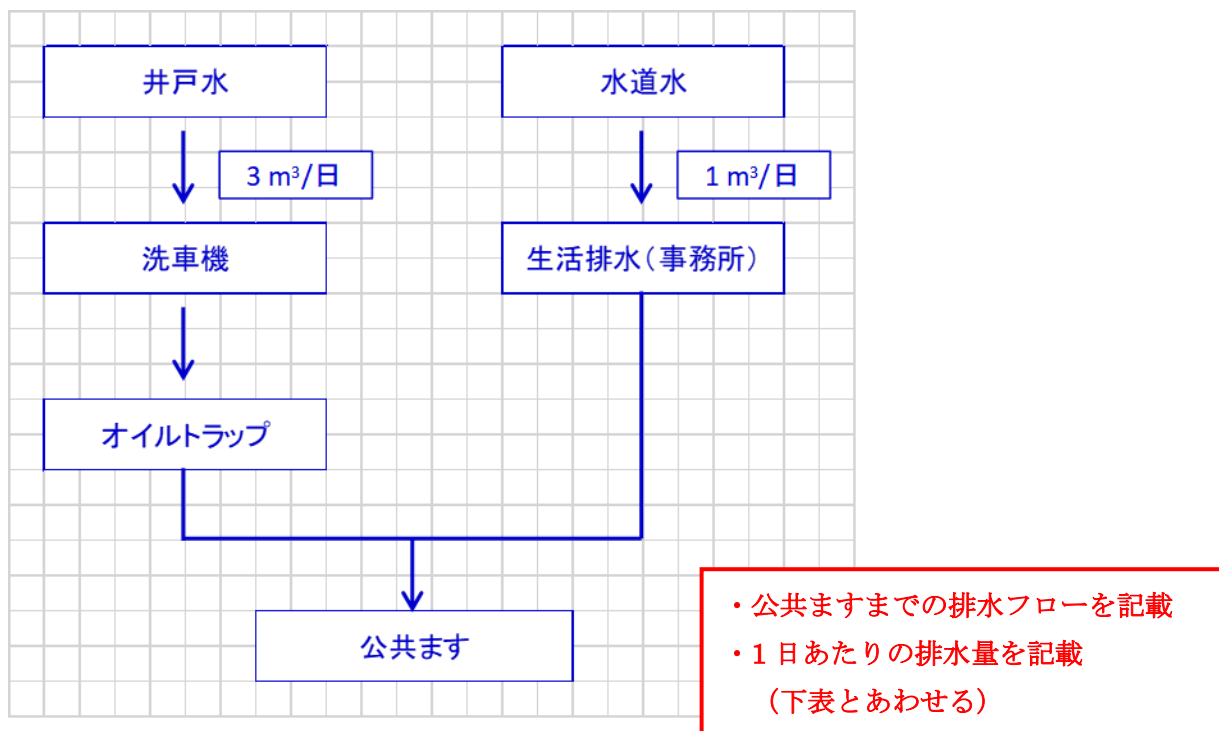 井戸水
水道水
3 m³/日
1 m³/日
洗車機
生活排水（事務所）
オイルトラップ
公共ます
・公共ますまでの排水フローを記載
・1日あたりの排水量を記載
（下表とあわせる）